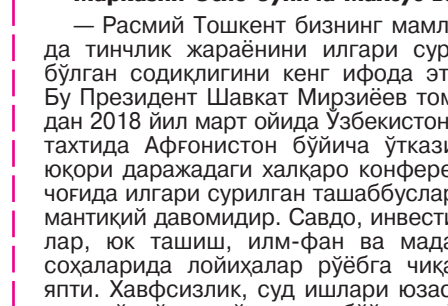 — Расмий Тошкент бизнинг мамл
да тинчлик жараёнини илгари сур
бўлган содиқлигини кенг ифода эт
Бу Президент Шавкат Мирзиёев том
дан 2018 йил март ойида Ўзбекистон
тахтида Афғонистон бўйича ўткази
юқори даражадаги халқаро конфере
чоғида илгари сурилган ташаббуслар
мантиқий давомидир. Савдо, инвести
лар, юк ташиш, илм-фан ва мада
соҳаларида лойиҳалар рўёбга чиқа
япти. Хавфсизлик, суд ишлари юзас